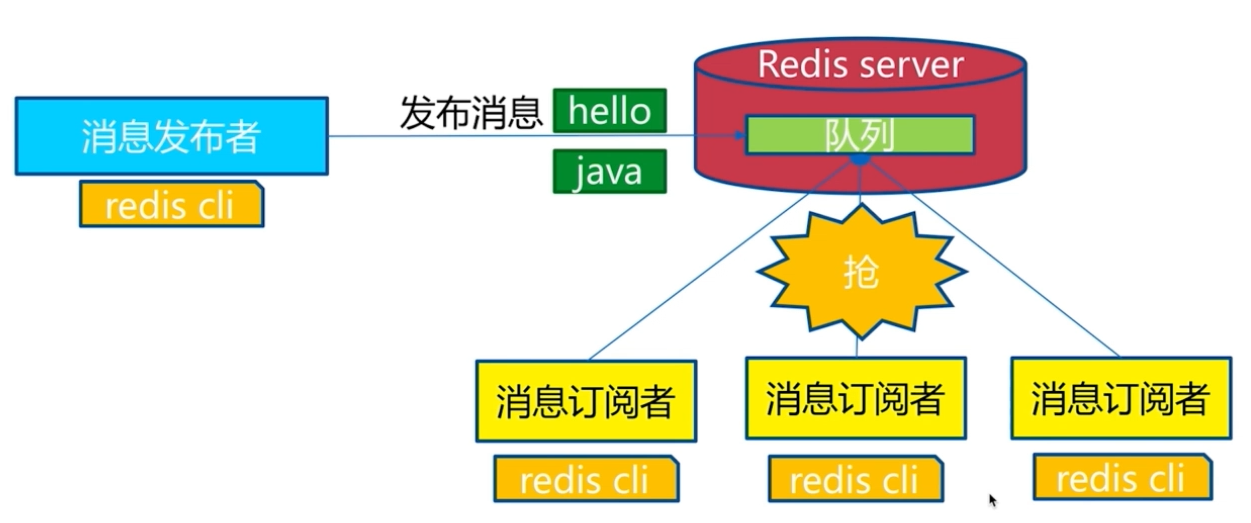 Redis server
发布消息
hello
消息发布者
队列
java
redis cli
抢
消息订阅者
消息订阅者
消息订阅者
redis cli
redis cli
redis cli